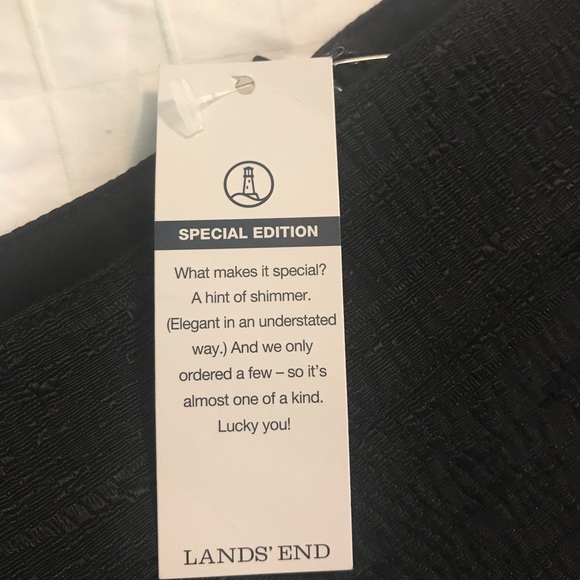 SPECIAL EDITION
What makes it special?
A hint of shimmer.
(Elegant in an understated
way.) And we only
ordered a few – so it's
almost one of a kind.
Lucky you!
LANDS' END